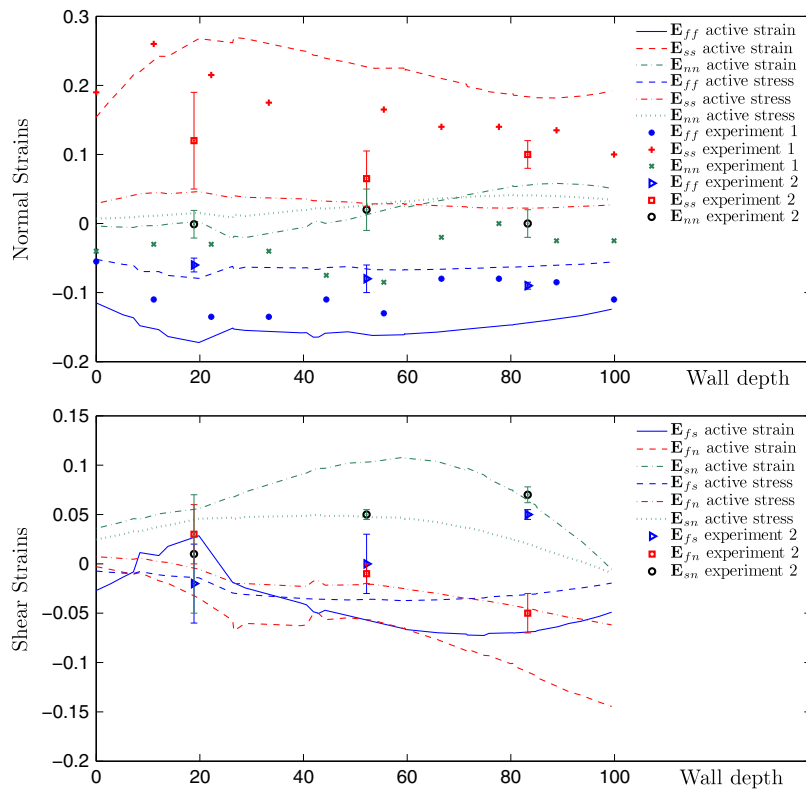 0.3
0.2
0.1
0
−0.1
−0.2
Normal Strains
0 20 40 60 80 100
Wall depth
E_ff active strain
E_ss active strain
E_nn active strain
E_ff active stress
E_ss active stress
E_nn active stress
E_ff experiment 1
E_ss experiment 1
E_nn experiment 1
E_ff experiment 2
E_ss experiment 2
E_nn experiment 2
0.15
0.1
0.05
0
−0.05
−0.1
−0.15
−0.2
Shear Strains
0 20 40 60 80 100
Wall depth
E_fs active strain
E_fn active strain
E_sn active strain
E_fs active stress
E_fn active stress
E_sn active stress
E_fs experiment 2
E_fn experiment 2
E_sn experiment 2